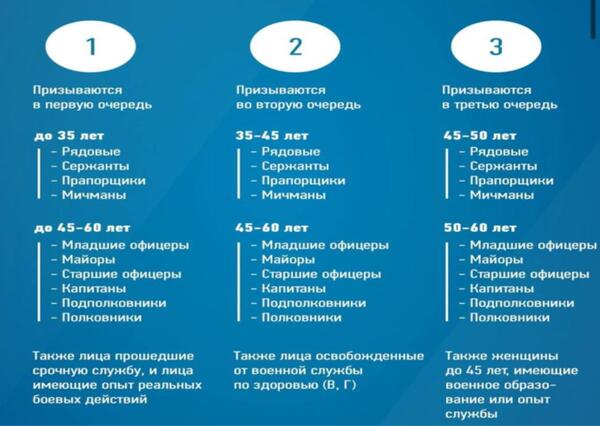 1
Призываются
в первую очередь
до 35 лет
– Рядовые
– Сержанты
– Прапорщики
– Мичманы
до 45-60 лет
– Младшие офицеры
– Майоры
– Старшие офицеры
– Капитаны
– Подполковники
– Полковники
Также лица прошедшие
срочную службу, и лица
имеющие опыт реальных
боевых действий
2
Призываются
во вторую очередь
35-45 лет
– Рядовые
– Сержанты
– Прапорщики
– Мичманы
45-60 лет
– Младшие офицеры
– Майоры
– Старшие офицеры
– Капитаны
– Подполковники
– Полковники
Также лица освобожденные
от военной службы
по здоровью (В, Г)
3
Призываются
в третью очередь
45-50 лет
– Рядовые
– Сержанты
– Прапорщики
– Мичманы
50-60 лет
– Младшие офицеры
– Майоры
– Старшие офицеры
– Капитаны
– Подполковники
– Полковники
Также женщины
до 45 лет, имеющие
военное образо-
вание или опыт
службы